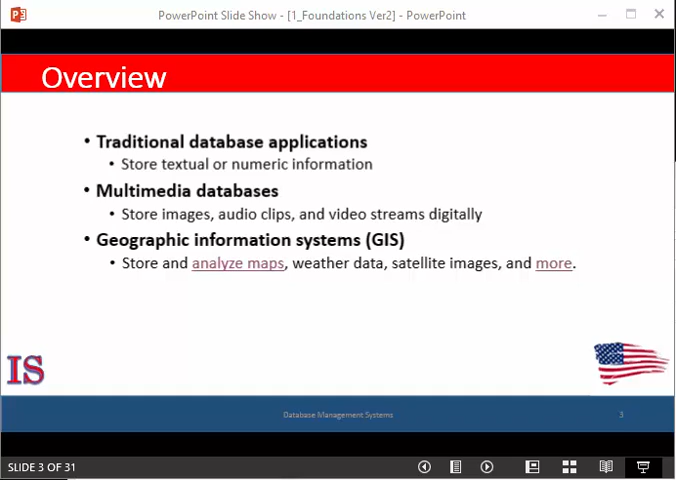 PowerPoint Slide Show - [1_Foundations Ver2] - PowerPoint
Overview
• Traditional database applications
• Store textual or numeric information
• Multimedia databases
• Store images, audio clips, and video streams digitally
• Geographic information systems (GIS)
• Store and analyze maps, weather data, satellite images, and more.
IS
Database Management Systems
3
SLIDE 3 OF 31